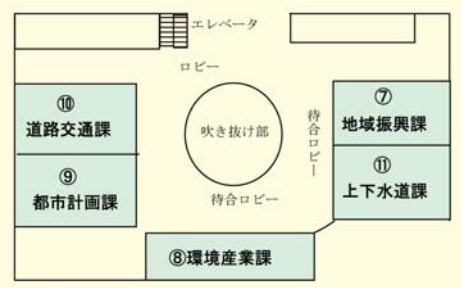 エレベータ
ロビー
⑩
道路交通課
⑨
都市計画課
吹き抜け部
待合ロビー
待合ロビー
⑦
地域振興課
⑪
上下水道課
⑧環境産業課